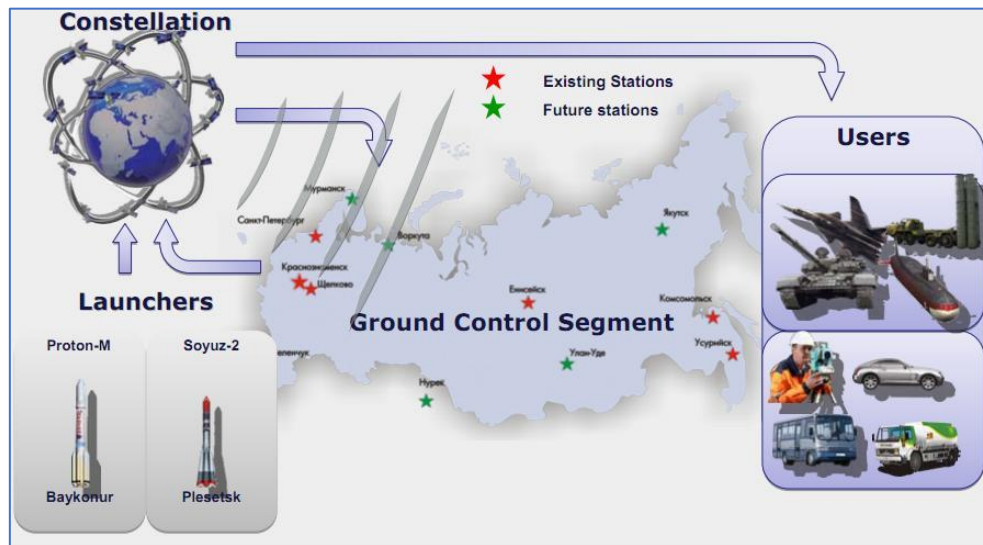 Constellation
Existing Stations
Future stations
Users
Мурманск
Санкт-Петербург
Воркута
Якутск
Краснознаменск
Щелково
Енисейск
Комсомольск
Ground Control Segment
Уссурийск
Улан-Удэ
Нурек
Launchers
Proton-M
Soyuz-2
Baykonur
Plesetsk